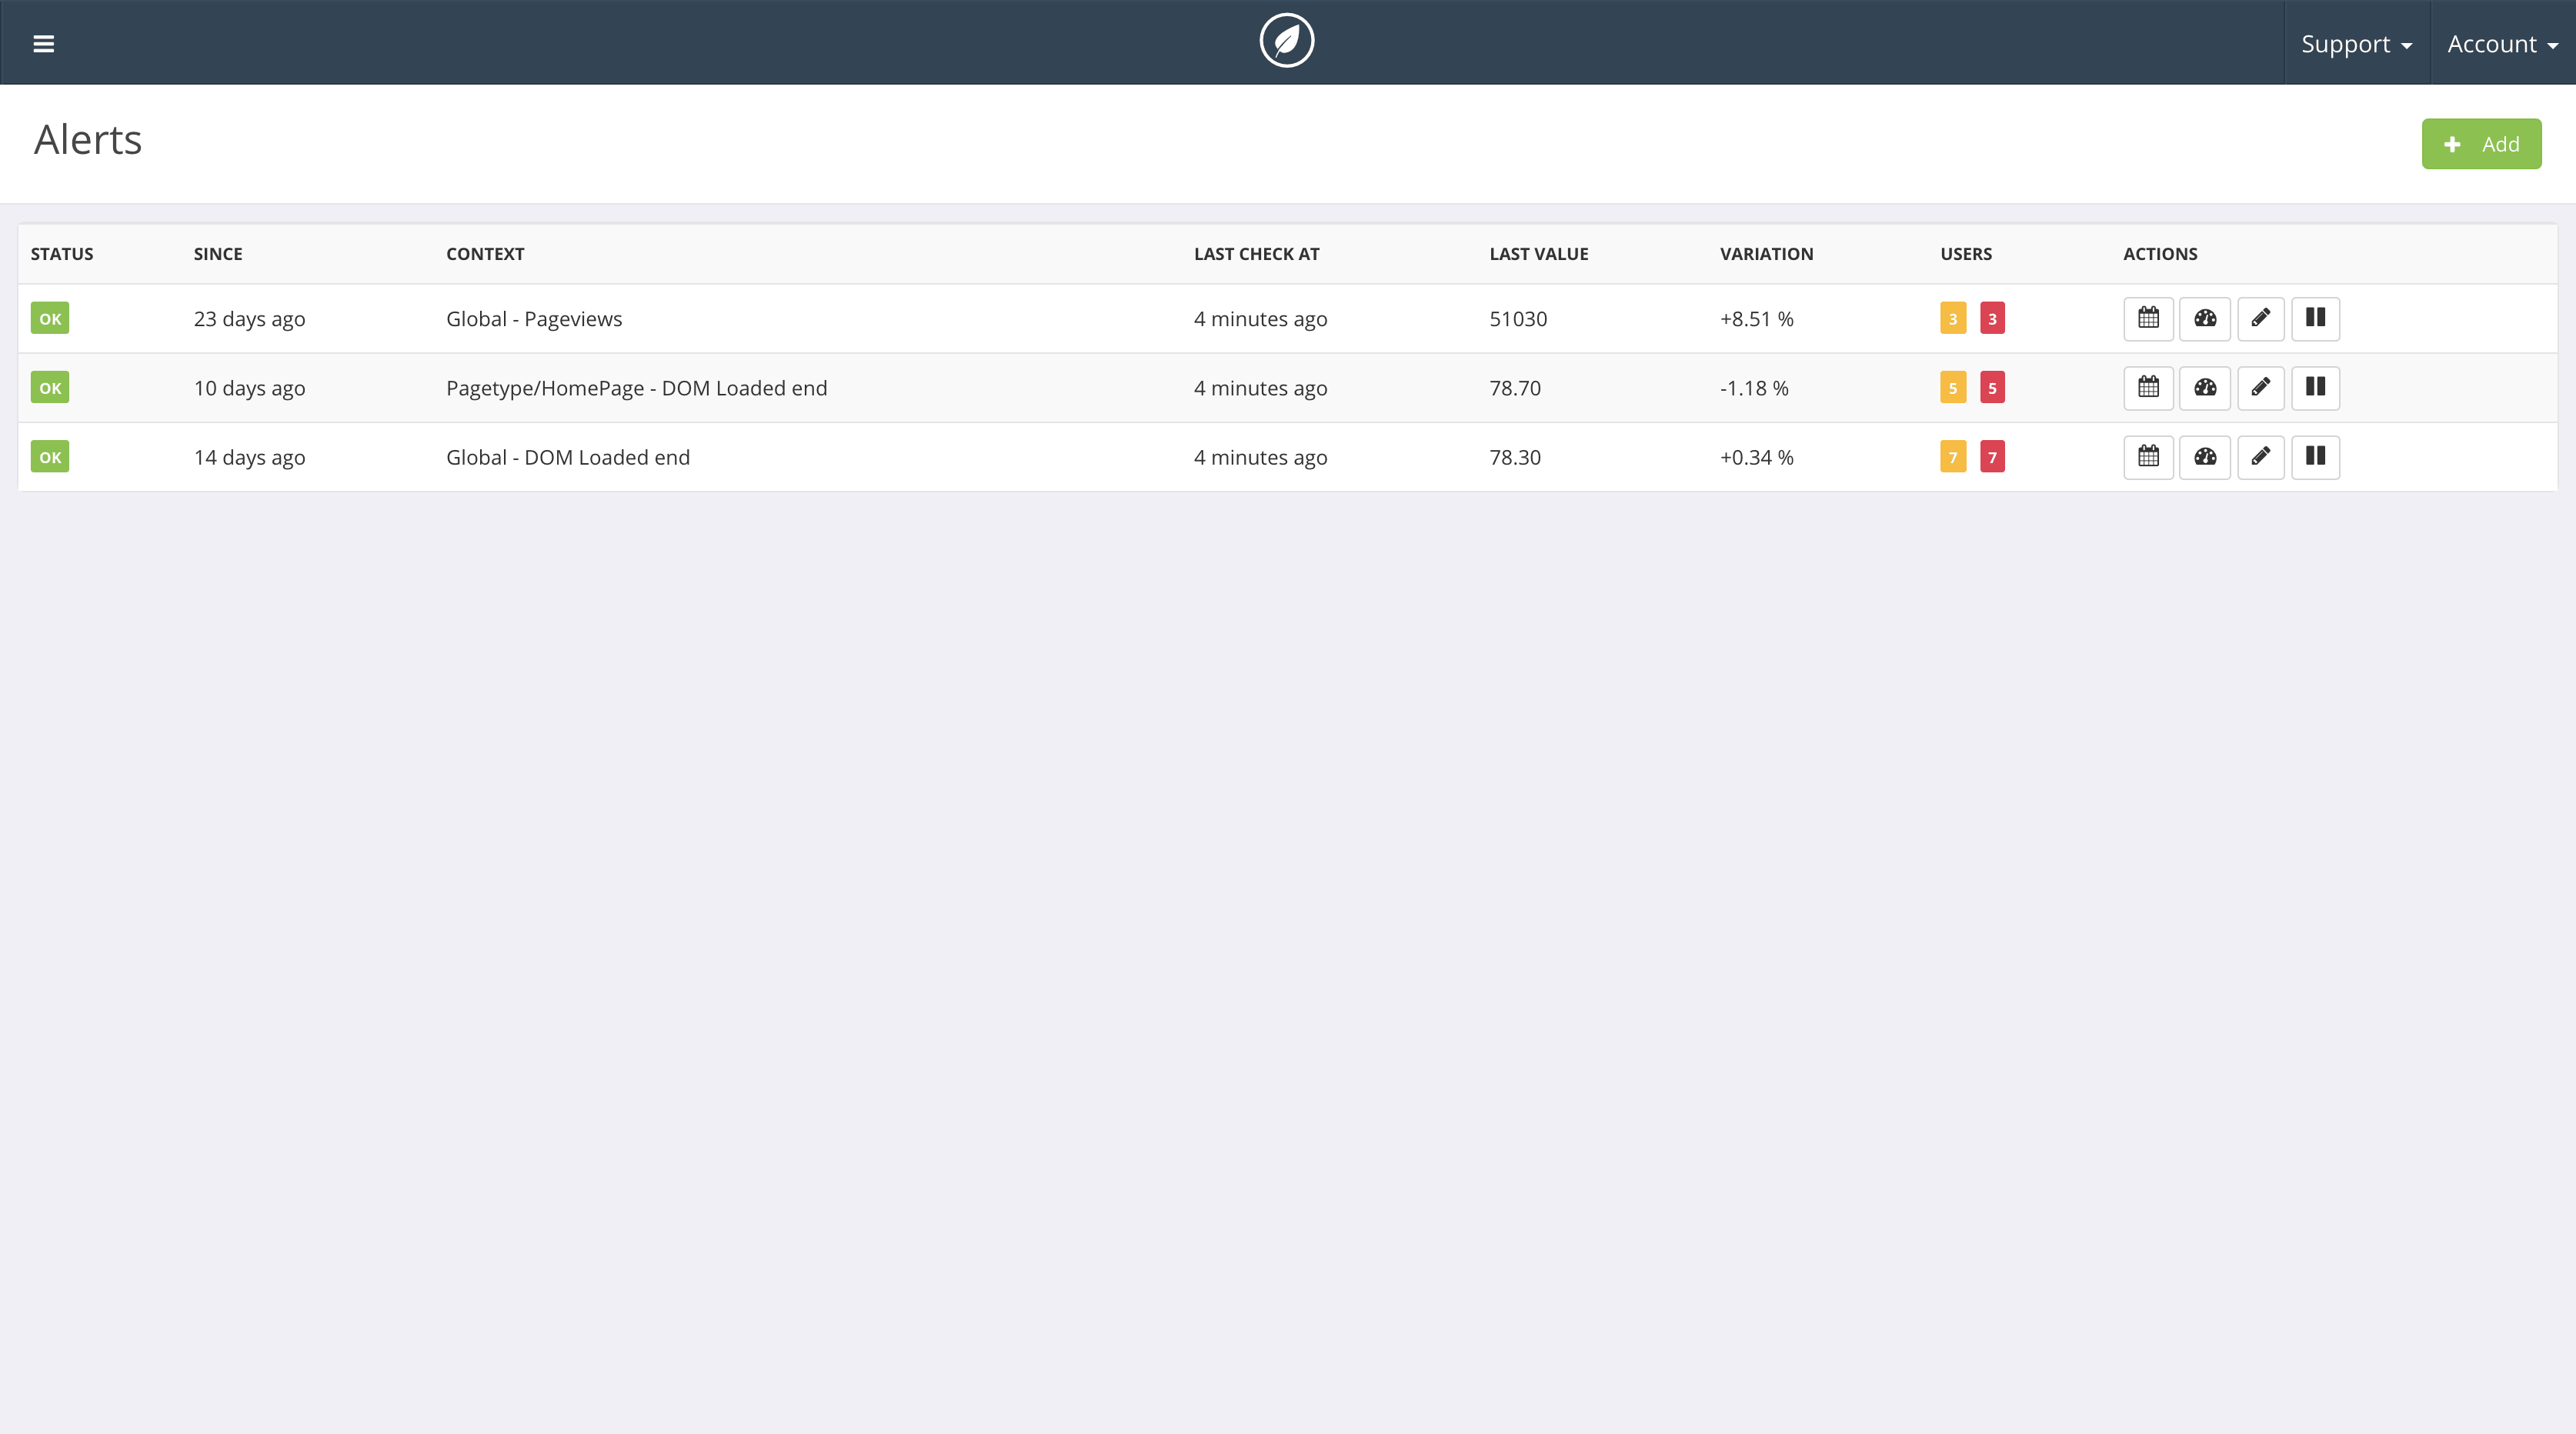 Support Account
Alerts
Add
STATUS SINCE CONTEXT LAST CHECK AT LAST VALUE VARIATION USERS ACTIONS
OK 23 days ago Global - Pageviews 4 minutes ago 51030 +8.51 % 3 3
OK 10 days ago Pagetype/HomePage - DOM Loaded end 4 minutes ago 78.70 -1.18 % 5 5
OK 14 days ago Global - DOM Loaded end 4 minutes ago 78.30 +0.34 % 7 7